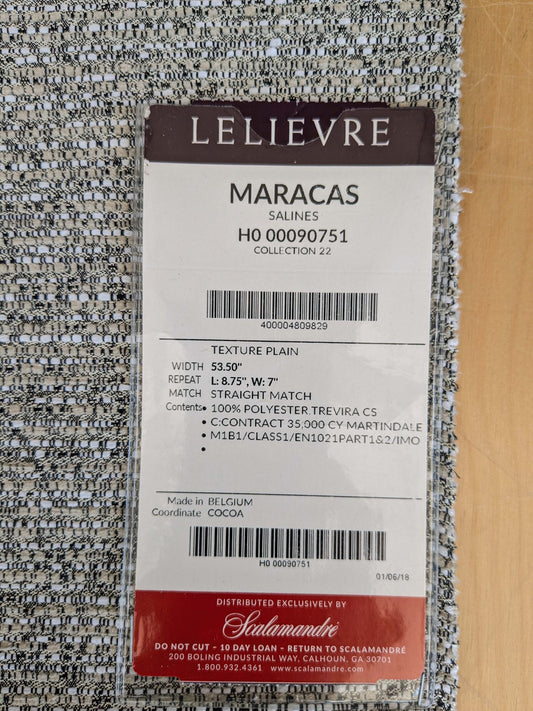 LELIEVRE
MARACAS
SALINES
H0 00090751
COLLECTION 22
400004809829
TEXTURE PLAIN
WIDTH 53.50"
REPEAT L: 8.75", W: 7"
MATCH STRAIGHT MATCH
Contents• 100% POLYESTER TREVIRA CS
• C:CONTRACT 35,000 CY MARTINDALE
• M1B1/CLASS1/EN1021PART1&2/IMO
•
Made in BELGIUM
Coordinate COCOA
H0 00090751
01/06/18
DISTRIBUTED EXCLUSIVELY BY
Scalamandré
DO NOT CUT - 10 DAY LOAN - RETURN TO SCALAMANDRÉ
200 BOLING INDUSTRIAL WAY, CALHOUN, GA 30701
1.800.932.4361 www.scalamandre.com